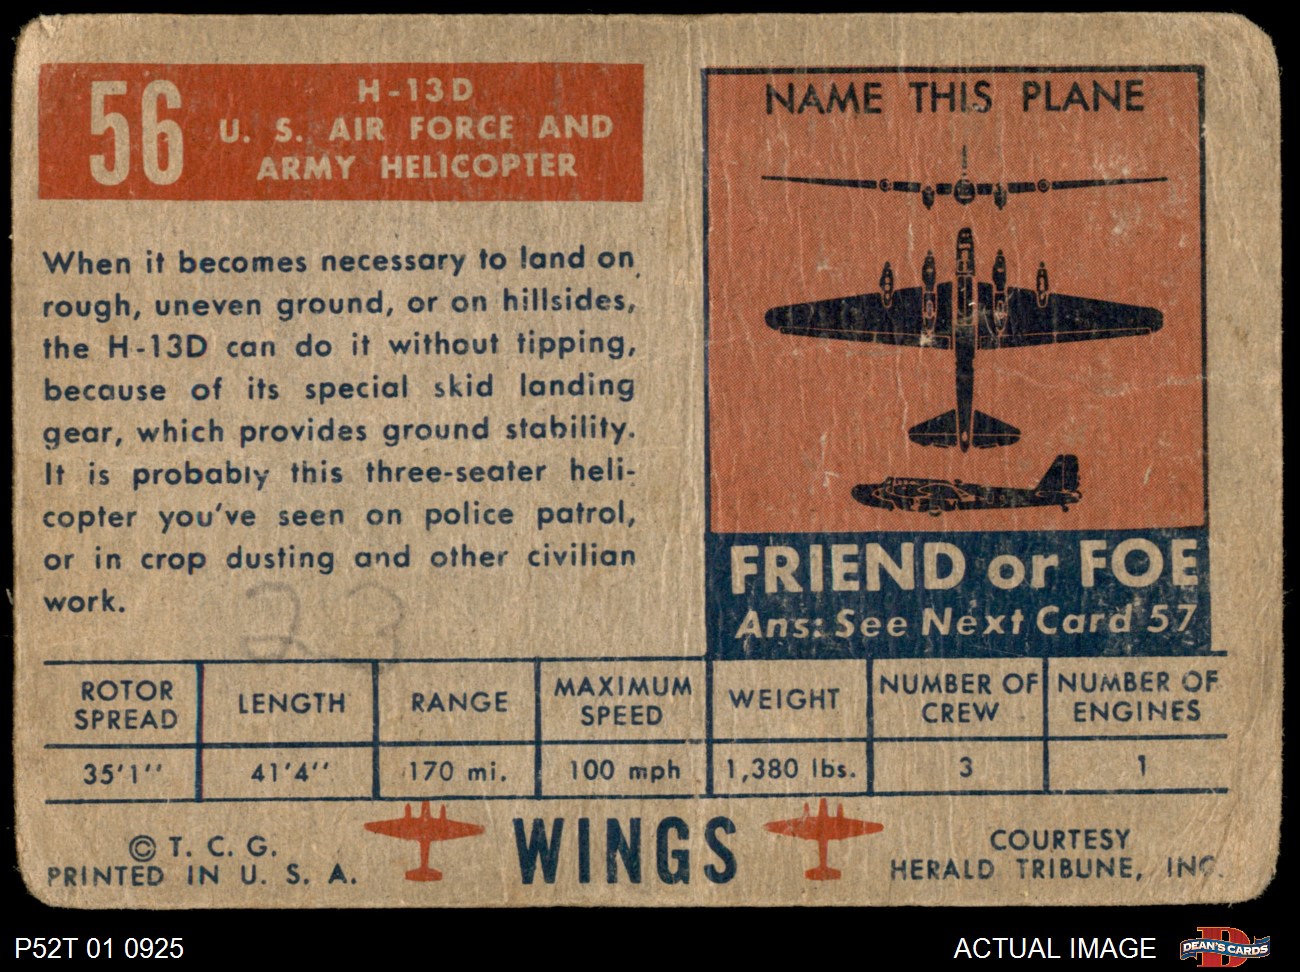 56
H-13D
U. S. AIR FORCE AND
ARMY HELICOPTER
When it becomes necessary to land on
rough, uneven ground, or on hillsides,
the H-13D can do it without tipping,
because of its special skid landing
gear, which provides ground stability.
It is probably this three-seater heli-
copter you've seen on police patrol,
or in crop dusting and other civilian
work.
23
NAME THIS PLANE
FRIEND or FOE
Ans: See Next Card 57
ROTOR SPREAD LENGTH RANGE MAXIMUM SPEED WEIGHT NUMBER OF CREW NUMBER OF ENGINES
35'1'' 41'4'' 170 mi. 100 mph 1,380 lbs. 3 1
© T. C. G.
PRINTED IN U. S. A.
WINGS
COURTESY
HERALD TRIBUNE, INC.
P52T 01 0925
ACTUAL IMAGE
DEAN'S CARDS